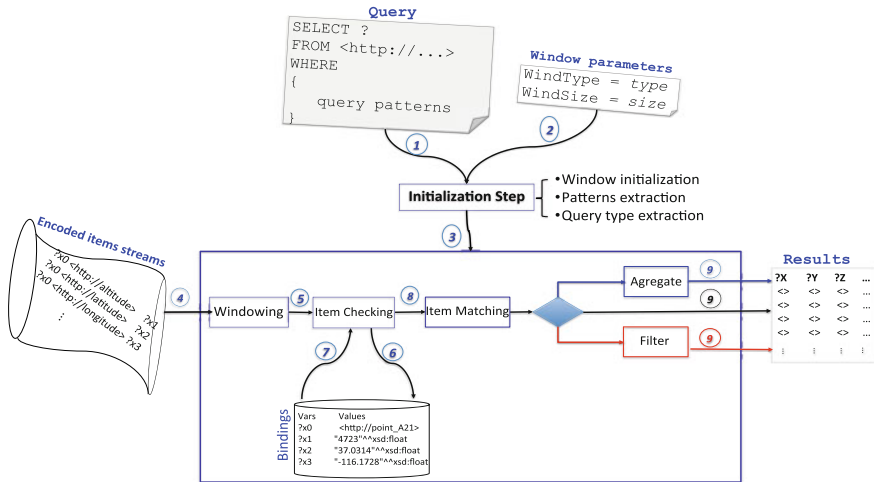 Query
SELECT ?
FROM <http://...>
WHERE
{
query patterns
}
Window parameters
WindType = type
WindSize = size
1
2
Initialization Step
•Window initialization
•Patterns extraction
•Query type extraction
3
Encoded items streams
?x0 <http://altitude> ?x1
?x0 <http://latitude> ?x2
?x0 <http://longitude> ?x3
⋮
4
Windowing
5
Item Checking
8
Item Matching
7
6
Agregate
9
9
Filter
9
Bindings
Vars Values
?x0 <http://point_A21>
?x1 "4723"^^xsd:float
?x2 "37.0314"^^xsd:float
?x3 "-116.1728"^^xsd:float
Results
?X ?Y ?Z ...
<> <> <> ...
<> <> <> ...
<> <> <> ...
⋮ ⋮ ⋮ ⋮